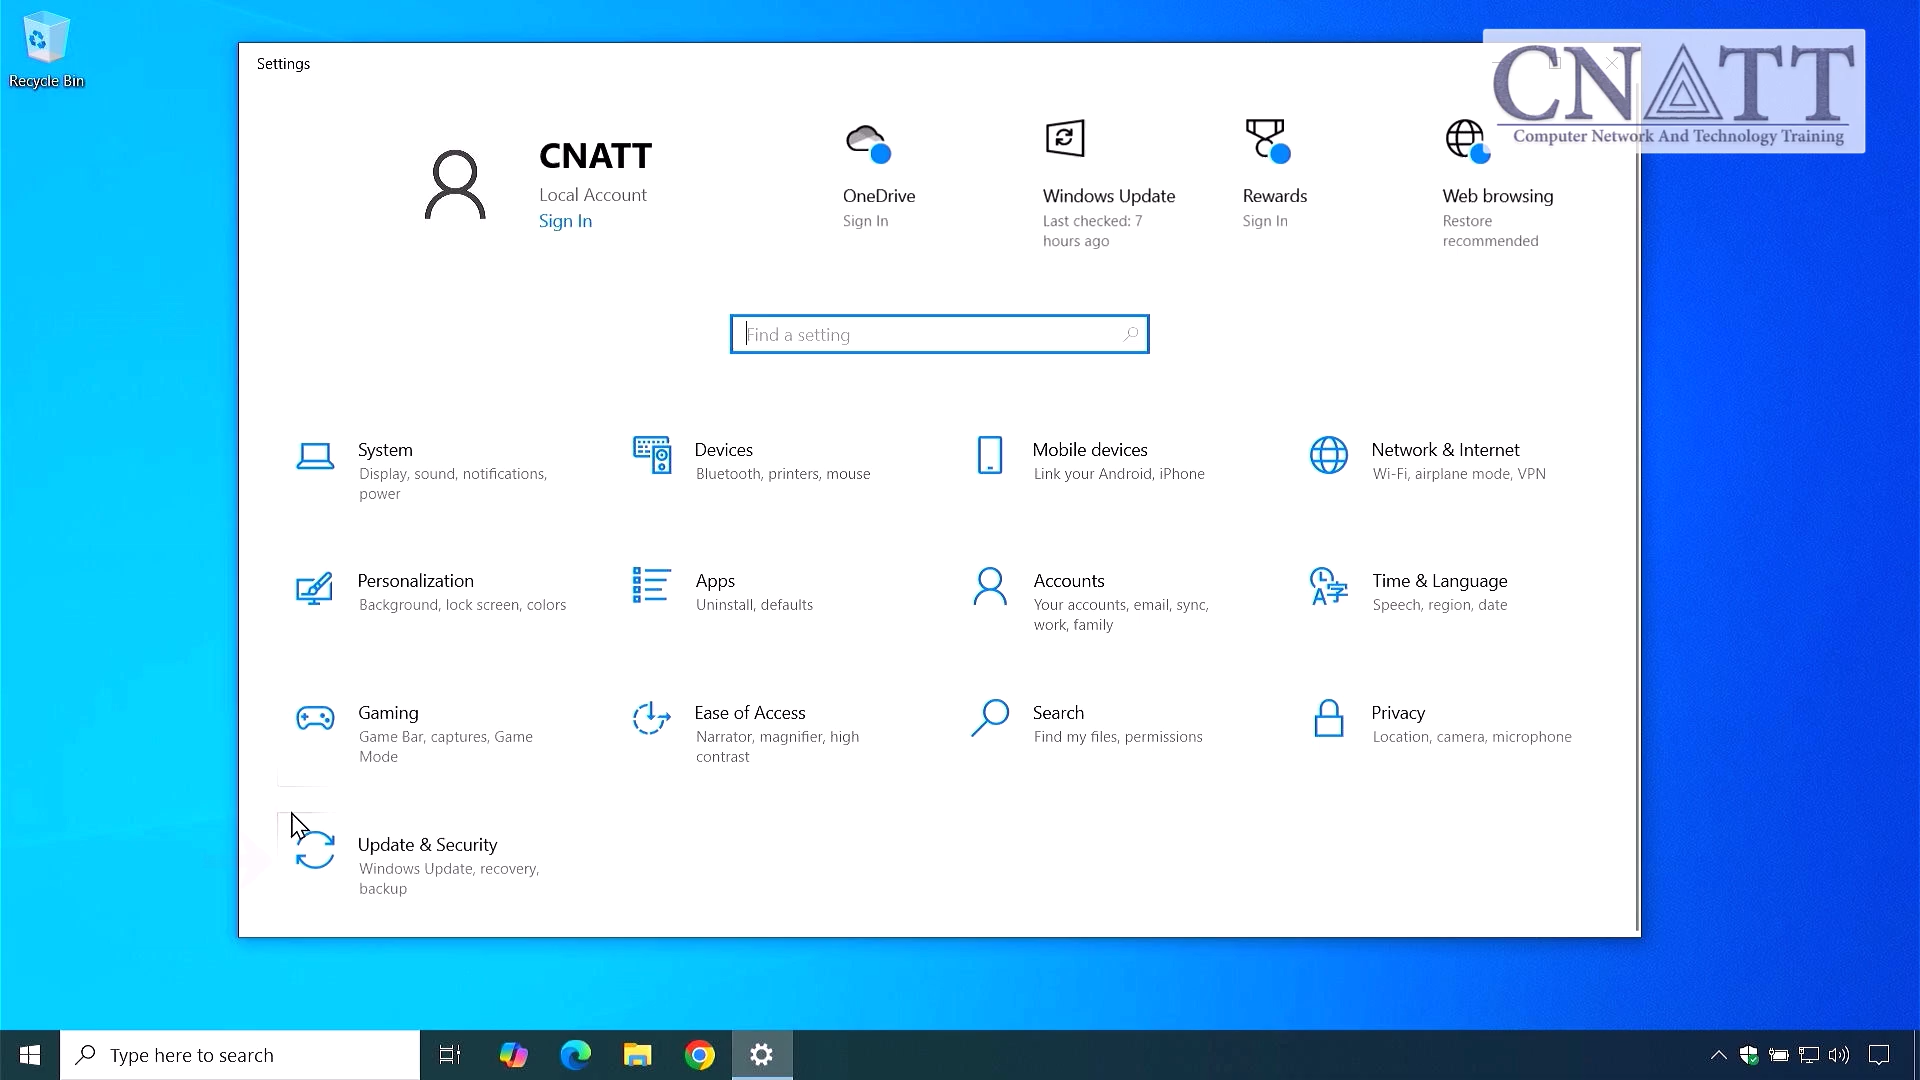 Recycle Bin
Settings
CNATT
Computer Network And Technology Training
CNATT
Local Account
Sign In
OneDrive
Sign In
Windows Update
Last checked: 7
hours ago
Rewards
Sign In
Web browsing
Restore
recommended
Find a setting
System
Display, sound, notifications,
power
Devices
Bluetooth, printers, mouse
Mobile devices
Link your Android, iPhone
Network & Internet
Wi-Fi, airplane mode, VPN
Personalization
Background, lock screen, colors
Apps
Uninstall, defaults
Accounts
Your accounts, email, sync,
work, family
Time & Language
Speech, region, date
Gaming
Game Bar, captures, Game
Mode
Ease of Access
Narrator, magnifier, high
contrast
Search
Find my files, permissions
Privacy
Location, camera, microphone
Update & Security
Windows Update, recovery,
backup
Type here to search